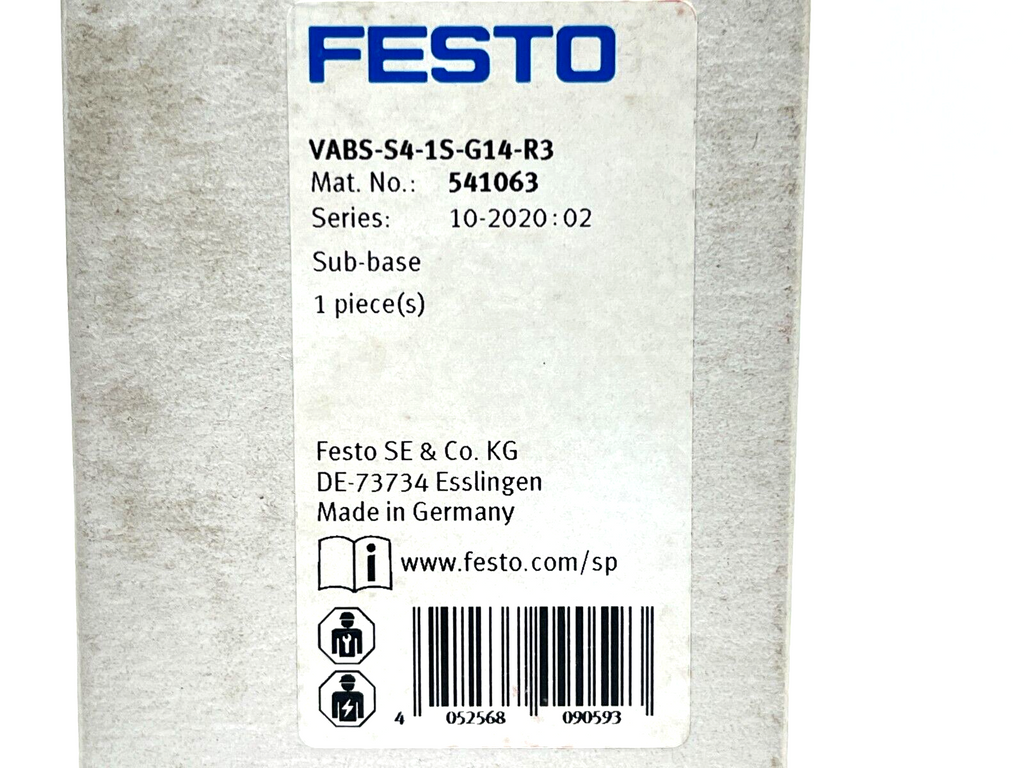 FESTO
VABS-S4-1S-G14-R3
Mat. No.: 541063
Series: 10-2020:02
Sub-base
1 piece(s)
Festo SE & Co. KG
DE-73734 Esslingen
Made in Germany
www.festo.com/sp
4 052568 090593